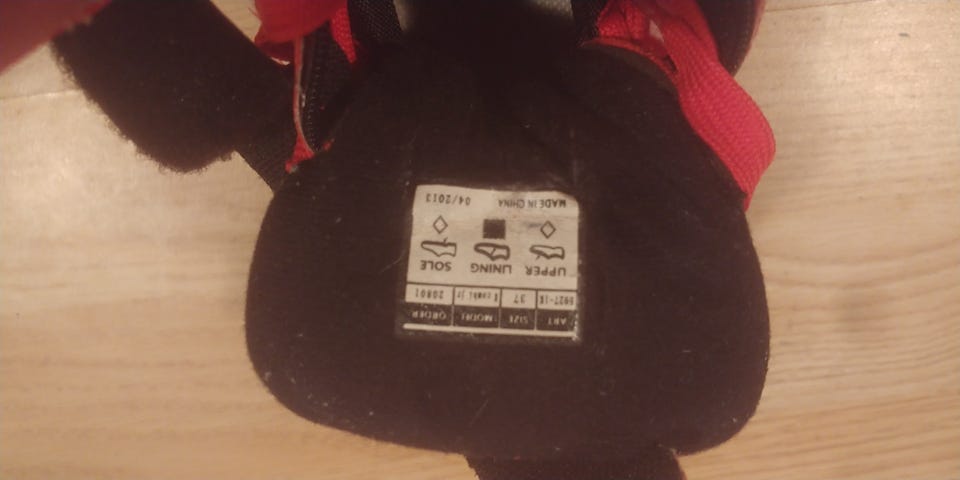 ART SIZE MODEL ORDER
37 20801
UPPER LINING SOLE
MADE IN CHINA 04/2013